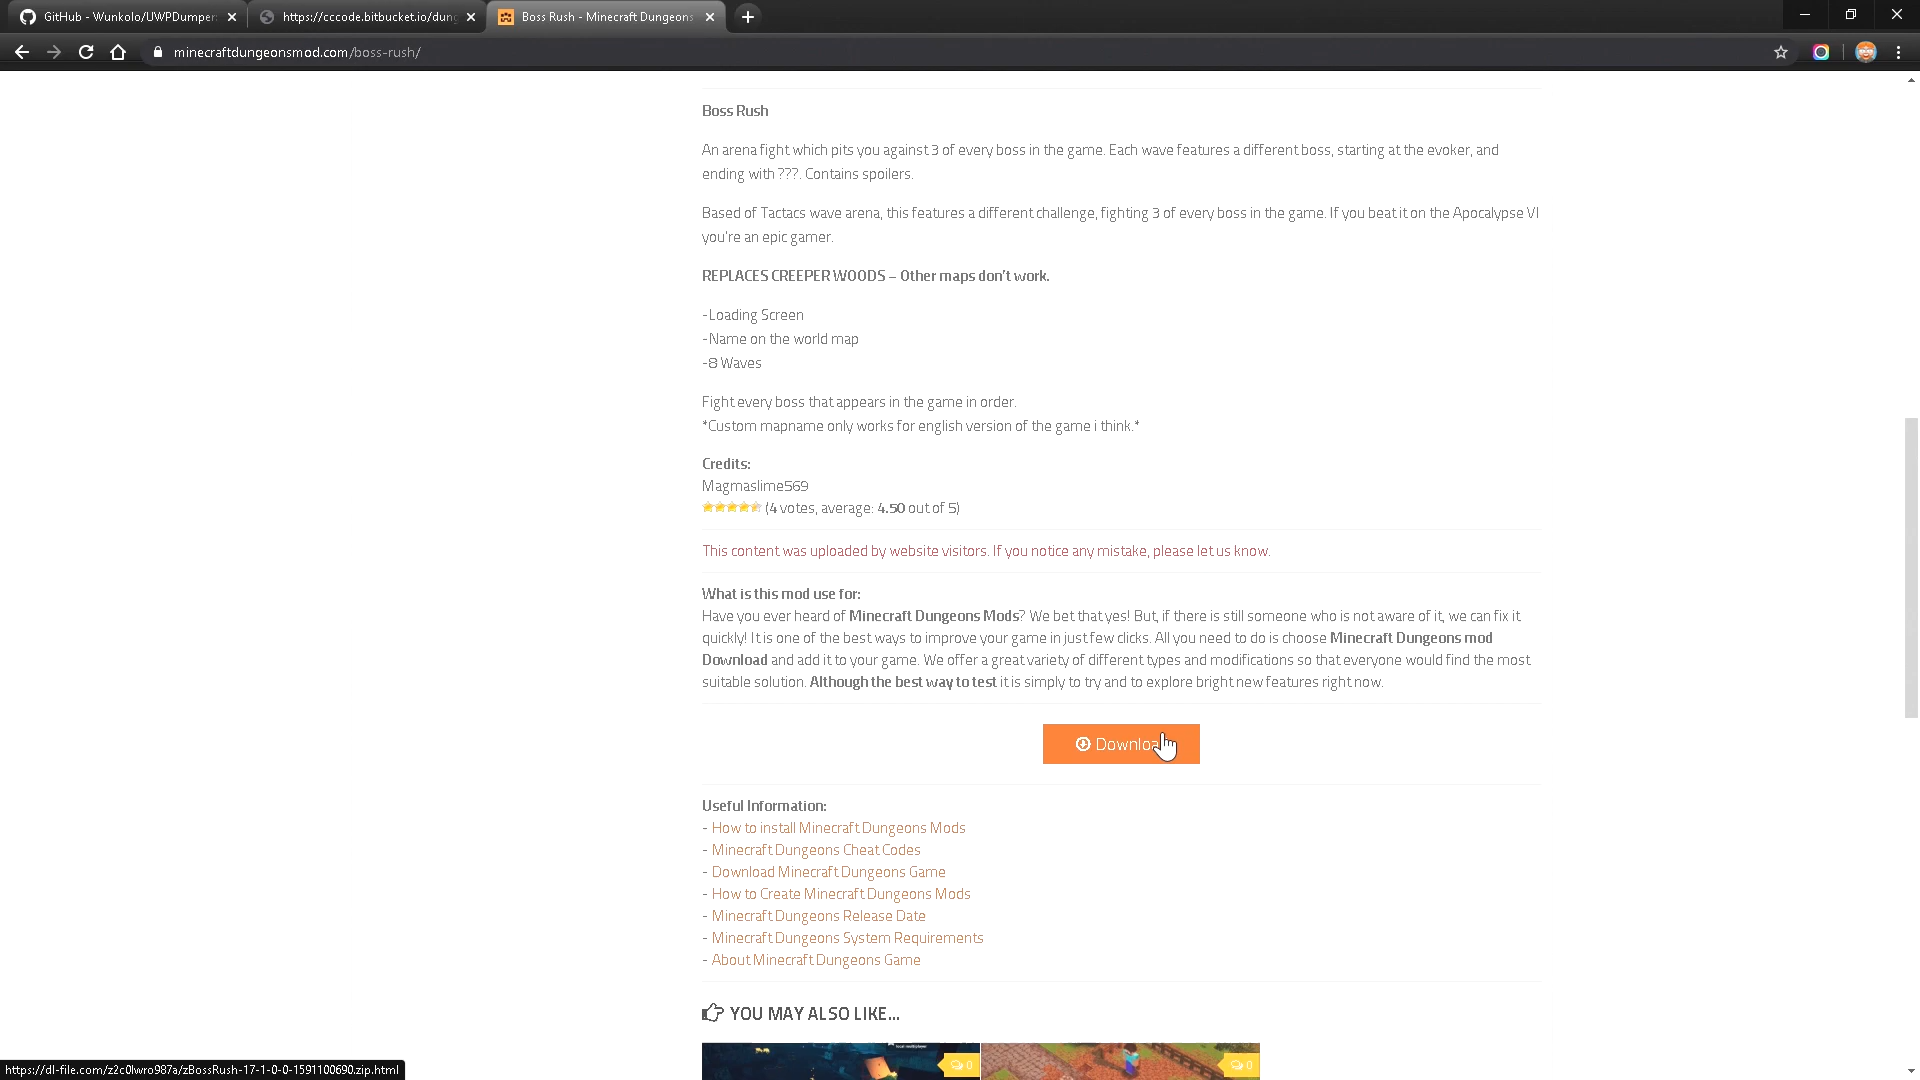 GitHub - Wunkolo/UWPDumper:
https://cccode.bitbucket.io/dung
Boss Rush - Minecraft Dungeons
minecraftdungeonsmod.com/boss-rush/
Boss Rush
An arena fight which pits you against 3 of every boss in the game. Each wave features a different boss, starting at the evoker, and
ending with ???. Contains spoilers.
Based of Tactacs wave arena, this features a different challenge, fighting 3 of every boss in the game. If you beat it on the Apocalypse VI
you're an epic gamer.
REPLACES CREEPER WOODS – Other maps don't work.
-Loading Screen
-Name on the world map
-8 Waves
Fight every boss that appears in the game in order.
*Custom mapname only works for english version of the game i think.*
Credits:
Magmaslime569
(4 votes, average: 4.50 out of 5)
This content was uploaded by website visitors. If you notice any mistake, please let us know.
What is this mod use for:
Have you ever heard of Minecraft Dungeons Mods? We bet that yes! But, if there is still someone who is not aware of it, we can fix it
quickly! It is one of the best ways to improve your game in just few clicks. All you need to do is choose Minecraft Dungeons mod
Download and add it to your game. We offer a great variety of different types and modifications so that everyone would find the most
suitable solution. Although the best way to test it is simply to try and to explore bright new features right now.
Download
Useful Information:
- How to install Minecraft Dungeons Mods
- Minecraft Dungeons Cheat Codes
- Download Minecraft Dungeons Game
- How to Create Minecraft Dungeons Mods
- Minecraft Dungeons Release Date
- Minecraft Dungeons System Requirements
- About Minecraft Dungeons Game
YOU MAY ALSO LIKE...
0
0
https://dl-file.com/z2c0lwro987a/zBossRush-17-1-0-0-1591100690.zip.html